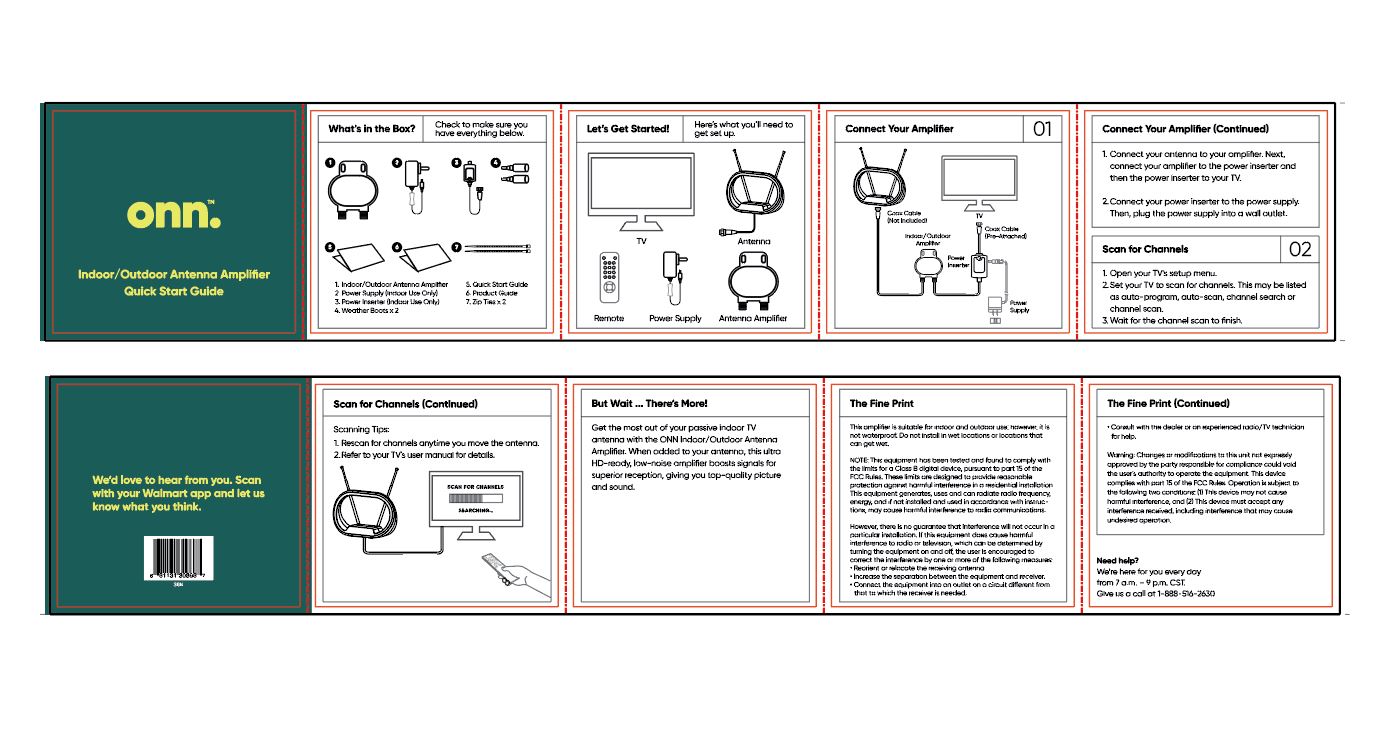 onn.™
Indoor/Outdoor Antenna Amplifier
Quick Start Guide
What's in the Box?
Check to make sure you
have everything below.
1
2
3
4
5
6
7
1. Indoor/Outdoor Antenna Amplifier
2 Power Supply (Indoor Use Only)
3. Power Inserter (Indoor Use Only)
4. Weather Boots x 2
5. Quick Start Guide
6. Product Guide
7. Zip Ties x 2
Let's Get Started!
Here's what you'll need to
get set up.
TV
Antenna
Remote
Power Supply
Antenna Amplifier
Connect Your Amplifier
01
Coax Cable
(Not Included)
TV
Coax Cable
(Pre-Attached)
Indoor/Outdoor
Amplifier
Power
Inserter
Power
Supply
Connect Your Amplifier (Continued)
1. Connect your antenna to your amplifier. Next,
connect your amplifier to the power inserter and
then the power inserter to your TV.
2.Connect your power inserter to the power supply.
Then, plug the power supply into a wall outlet.
Scan for Channels
02
1. Open your TV's setup menu.
2.Set your TV to scan for channels. This may be listed
as auto-program, auto-scan, channel search or
channel scan.
3. Wait for the channel scan to finish.
We'd love to hear from you. Scan
with your Walmart app and let us
know what you think.
Scan for Channels (Continued)
Scanning Tips:
1. Rescan for channels anytime you move the antenna.
2.Refer to your TV's user manual for details.
SCAN FOR CHANNELS
SEARCHING...
But Wait ... There's More!
Get the most out of your passive indoor TV
antenna with the ONN Indoor/Outdoor Antenna
Amplifier. When added to your antenna, this ultra
HD-ready, low-noise amplifier boosts signals for
superior reception, giving you top-quality picture
and sound.
The Fine Print
This amplifier is suitable for indoor and outdoor use; however, it is
not waterproof. Do not install in wet locations or locations that
can get wet.
NOTE: This equipment has been tested and found to comply with
the limits for a Class B digital device, pursuant to part 15 of the
FCC Rules. These limits are designed to provide reasonable
protection against harmful interference in a residential installation
This equipment generates, uses and can radiate radio frequency,
energy, and if not installed and used in accordance with instruc-
tions, may cause harmful interference to radio communications.
However, there is no guarantee that interference will not occur in a
particular installation. If this equipment does cause harmful
interference to radio or television, which can be determined by
turning the equipment on and off, the user is encouraged to
correct the interference by one or more of the following measures:
• Reorient or relocate the receiving antenna
• Increase the separation between the equipment and receiver.
• Connect the equipment into an outlet on a circuit different from
that to which the receiver is needed.
The Fine Print (Continued)
• Consult with the dealer or an experienced radio/TV technician
for help.
Warning: Changes or modifications to this unit not expressly
approved by the party responsible for compliance could void
the user's authority to operate the equipment. This device
complies with part 15 of the FCC Rules. Operation is subject to
the following two conditions: (1) This device may not cause
harmful interference, and (2) This device must accept any
interference received, including interference that may cause
undesired operation.
Need help?
We're here for you every day
from 7 a.m. – 9 p.m. CST.
Give us a call at 1-888-516-2630